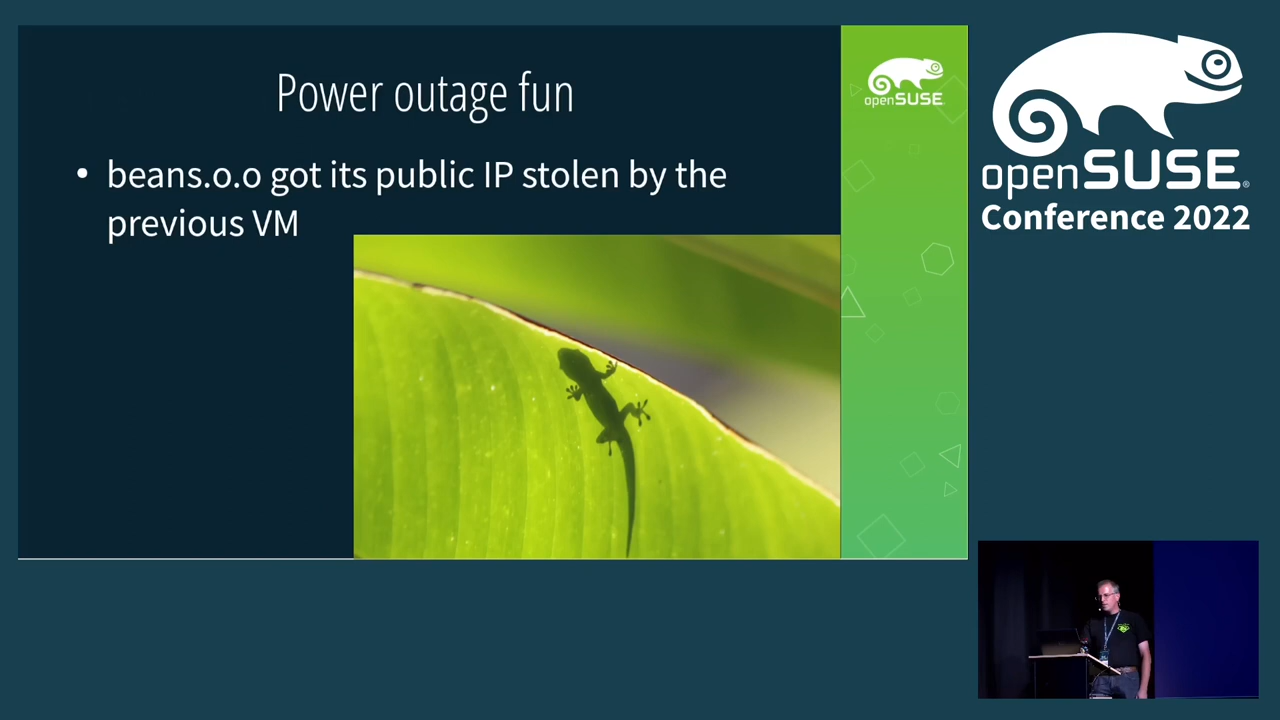 Power outage fun
• beans.o.o got its public IP stolen by the
previous VM
openSUSE
openSUSE®
Conference 2022